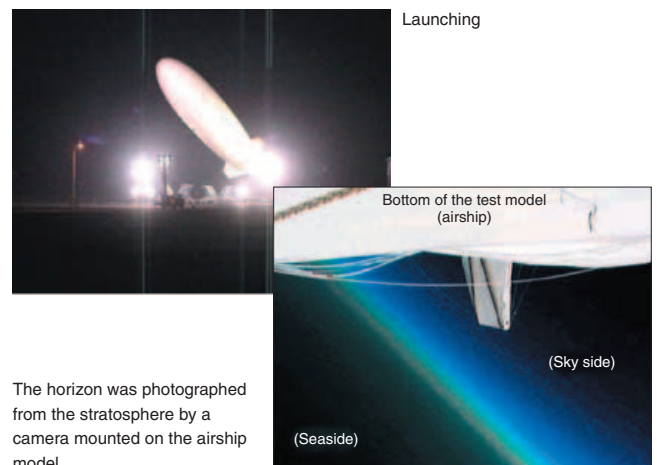 Launching
Bottom of the test model
(airship)
(Sky side)
(Seaside)
The horizon was photographed
from the stratosphere by a
camera mounted on the airship
model